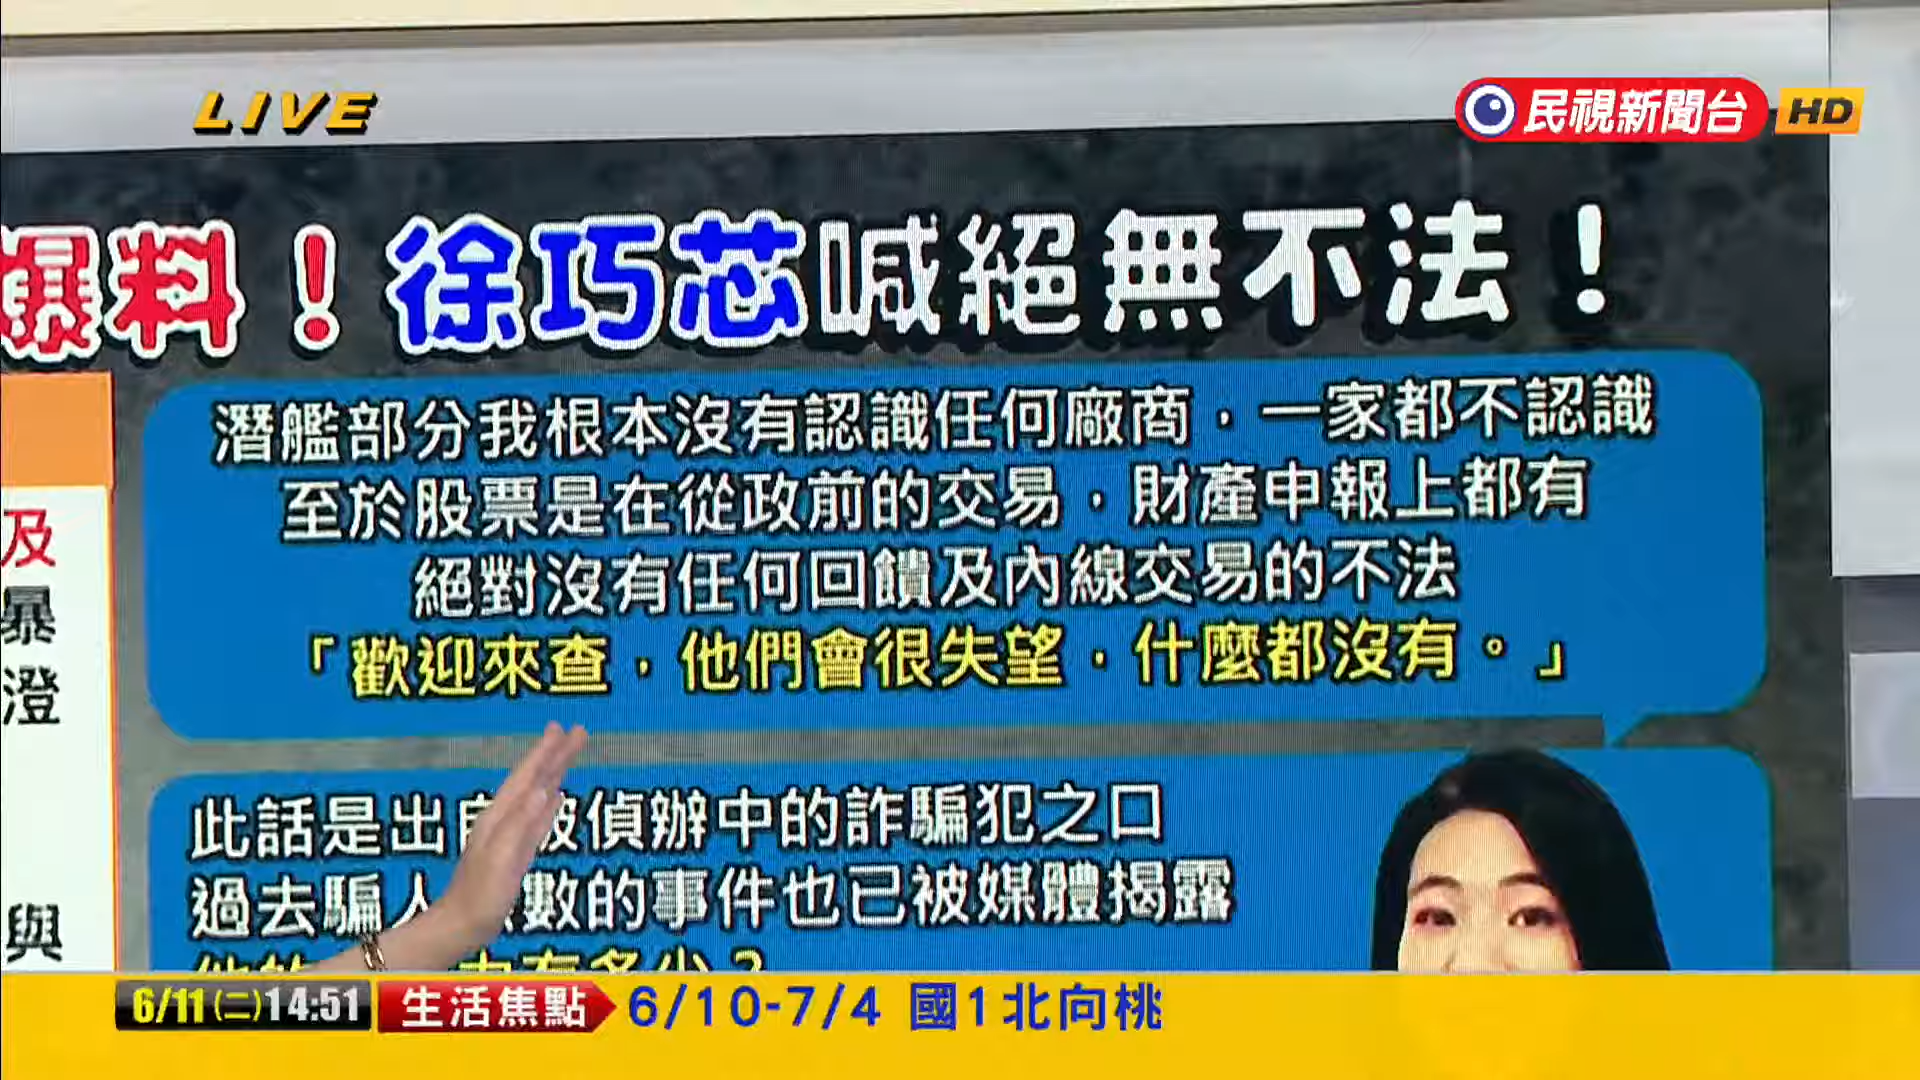 LIVE
民視新聞台 HD
爆料!徐巧芯喊絕無不法!
潛艦部分我根本沒有認識任何廠商,一家都不認識
至於股票是在從政前的交易,財產申報上都有
絕對沒有任何回饋及內線交易的不法
「歡迎來查,他們會很失望,什麼都沒有。」
及
暴
澄
與
此話是出自被偵辦中的詐騙犯之口
過去騙人 數的事件也已被媒體揭露
有多少?
6/11(二)14:51 生活焦點 6/10-7/4 國1北向桃